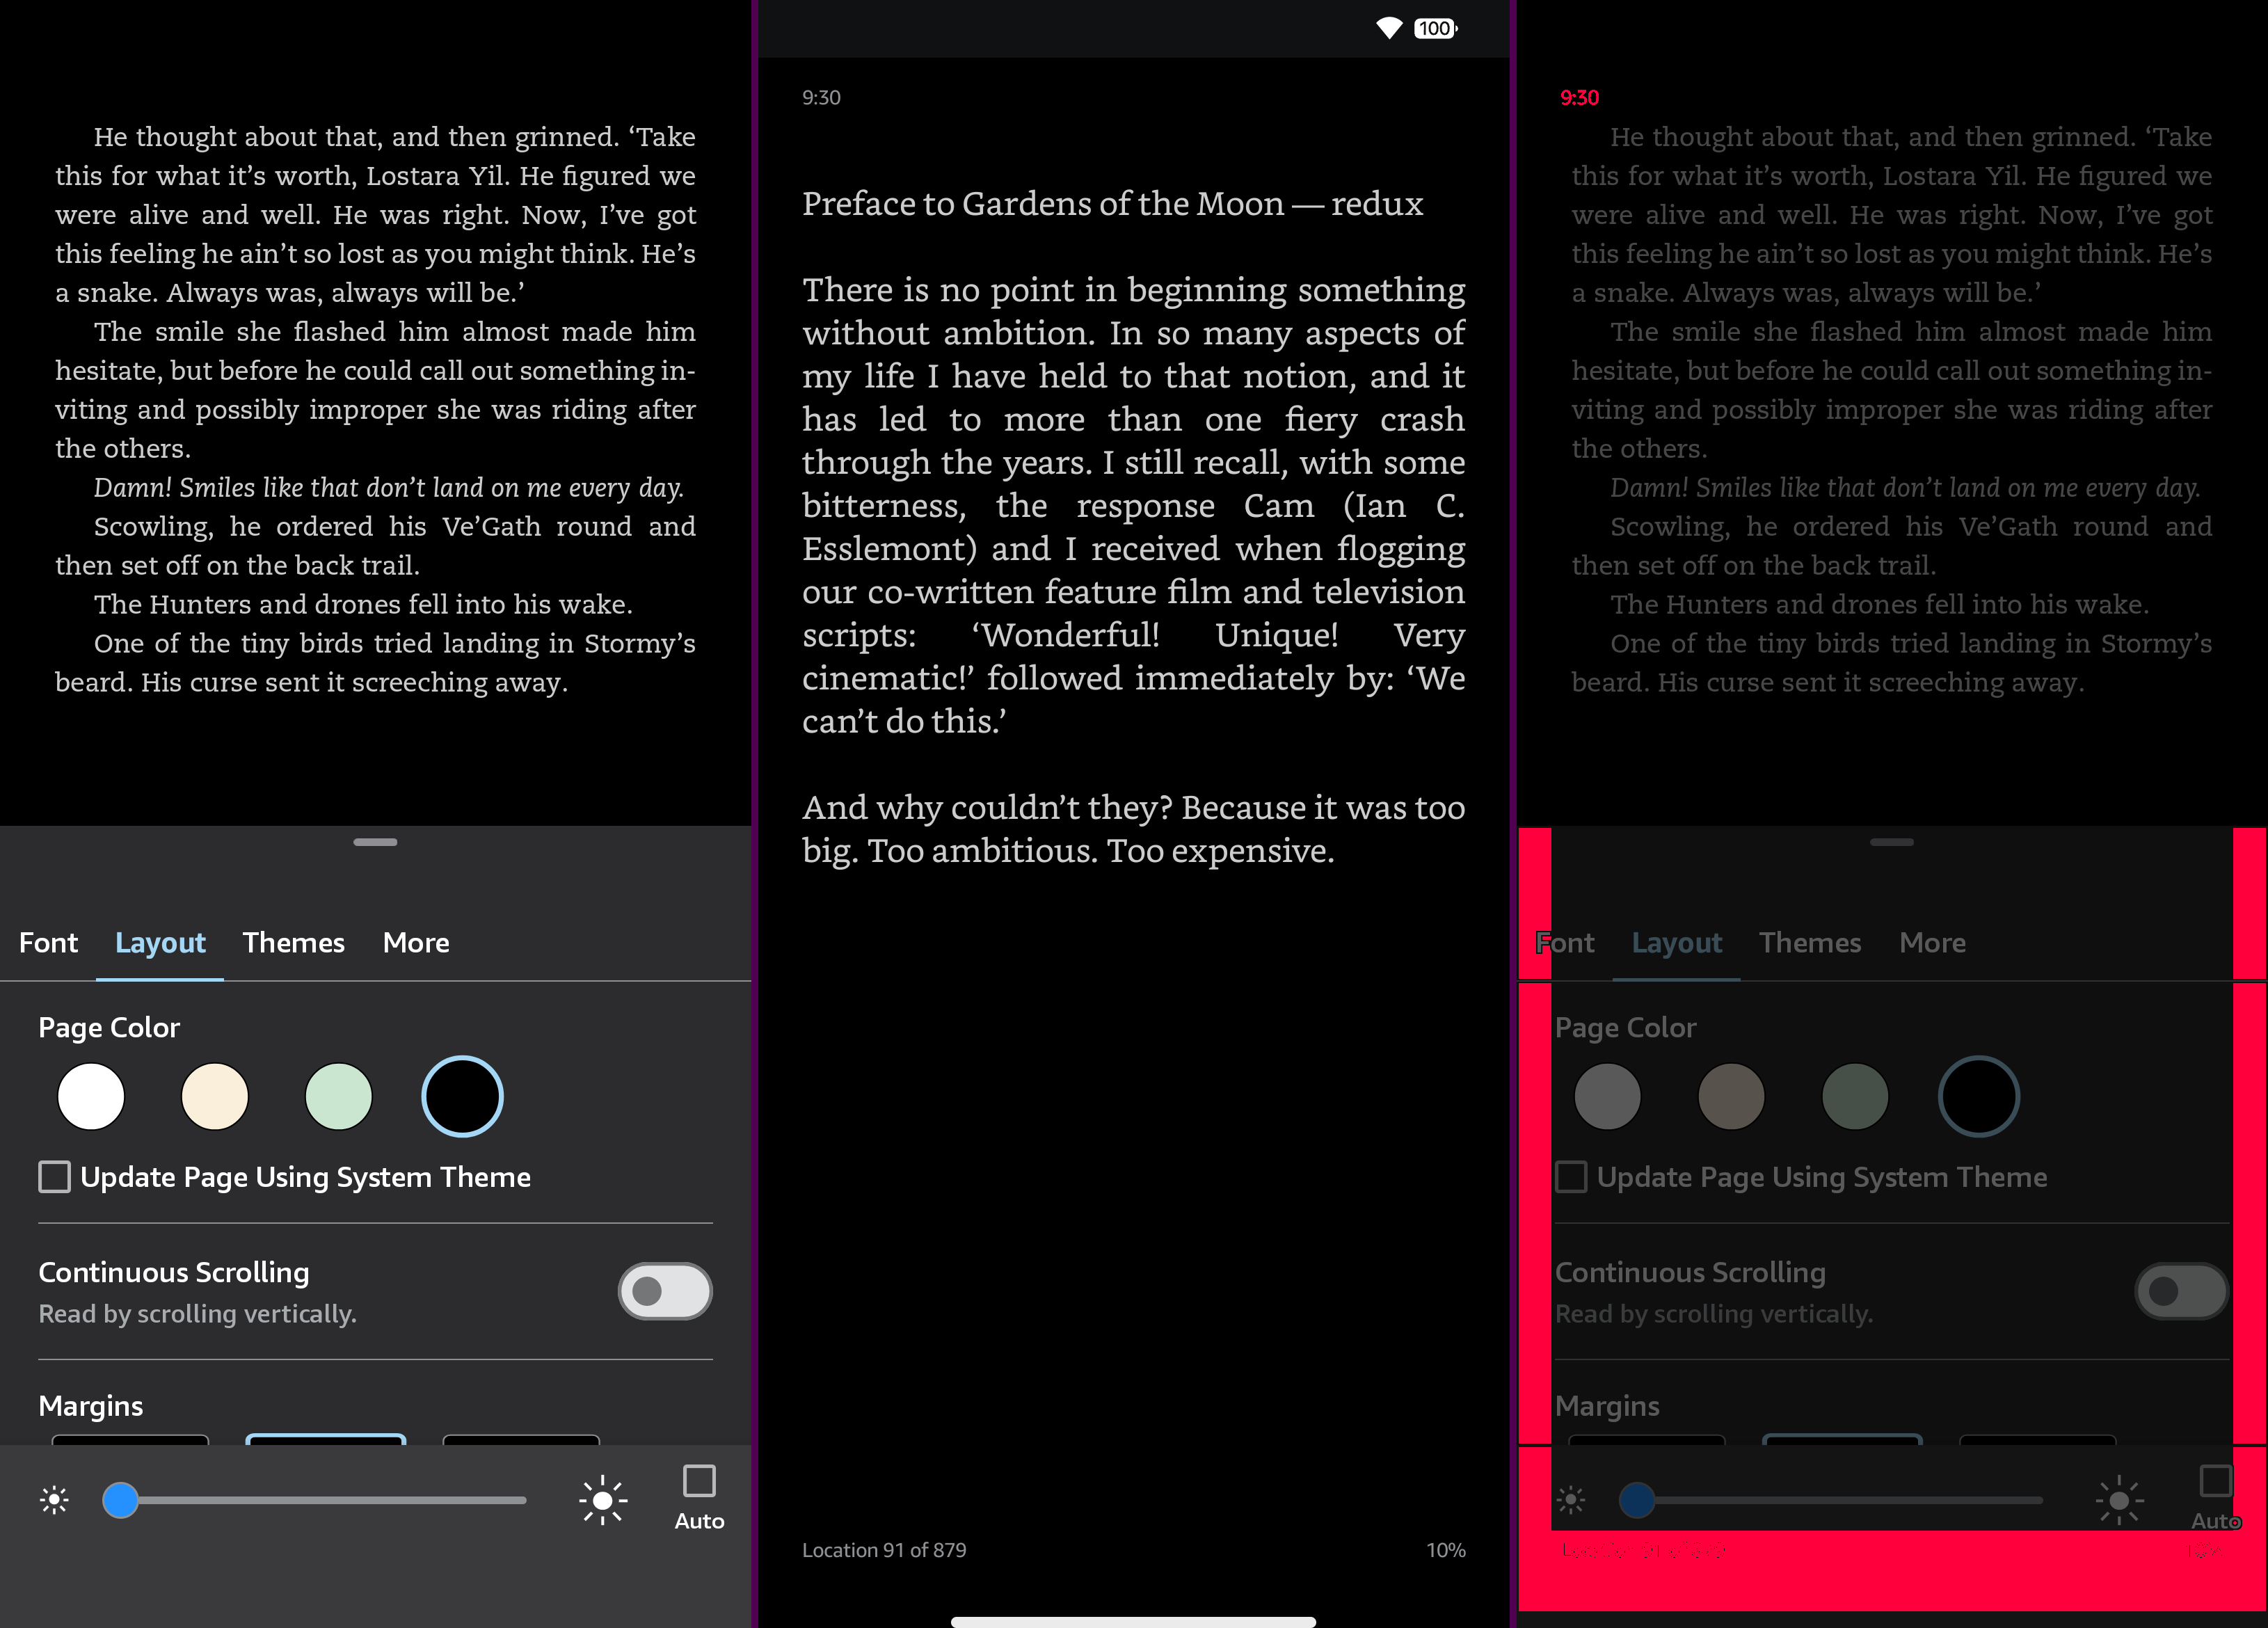 He thought about that, and then grinned. ‘Take
this for what it’s worth, Lostara Yil. He figured we
were alive and well. He was right. Now, I’ve got
this feeling he ain’t so lost as you might think. He’s
a snake. Always was, always will be.’
The smile she flashed him almost made him
hesitate, but before he could call out something in-
viting and possibly improper she was riding after
the others.
Damn! Smiles like that don’t land on me every day.
Scowling, he ordered his Ve’Gath round and
then set off on the back trail.
The Hunters and drones fell into his wake.
One of the tiny birds tried landing in Stormy’s
beard. His curse sent it screeching away.
Font Layout Themes More
Page Color
Update Page Using System Theme
Continuous Scrolling
Read by scrolling vertically.
Margins
Auto
100
9:30
Preface to Gardens of the Moon — redux
There is no point in beginning something
without ambition. In so many aspects of
my life I have held to that notion, and it
has led to more than one fiery crash
through the years. I still recall, with some
bitterness, the response Cam (Ian C.
Esslemont) and I received when flogging
our co-written feature film and television
scripts: ‘Wonderful! Unique! Very
cinematic!’ followed immediately by: ‘We
can’t do this.’
And why couldn’t they? Because it was too
big. Too ambitious. Too expensive.
Location 91 of 879 10%
9:30
He thought about that, and then grinned. ‘Take
this for what it’s worth, Lostara Yil. He figured we
were alive and well. He was right. Now, I’ve got
this feeling he ain’t so lost as you might think. He’s
a snake. Always was, always will be.’
The smile she flashed him almost made him
hesitate, but before he could call out something in-
viting and possibly improper she was riding after
the others.
Damn! Smiles like that don’t land on me every day.
Scowling, he ordered his Ve’Gath round and
then set off on the back trail.
The Hunters and drones fell into his wake.
One of the tiny birds tried landing in Stormy’s
beard. His curse sent it screeching away.
Font Layout Themes More
Page Color
Update Page Using System Theme
Continuous Scrolling
Read by scrolling vertically.
Margins
Auto